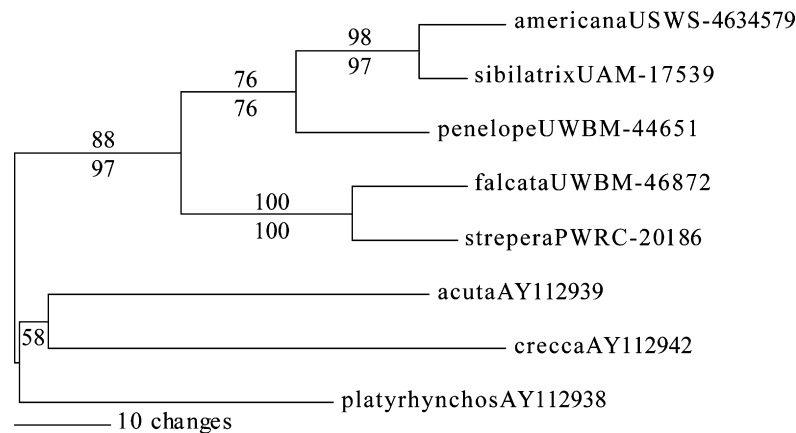 americanaUSWS-4634579
98
97
sibilatrixUAM-17539
76
76
penelopeUWBM-44651
88
97
falcataUWBM-46872
100
100
streperaPWRC-20186
acutaAY112939
58
creccaAY112942
platyrhynchosAY112938
10 changes